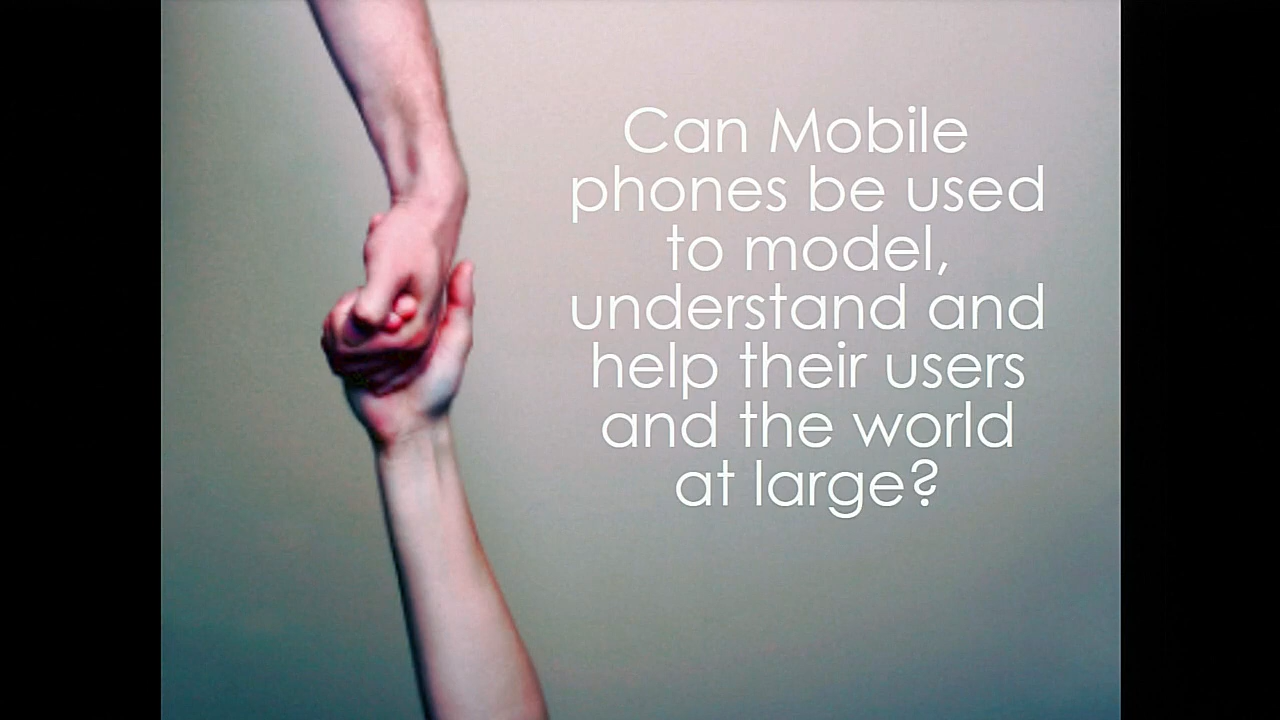 Can Mobile
phones be used
to model,
understand and
help their users
and the world
at large?